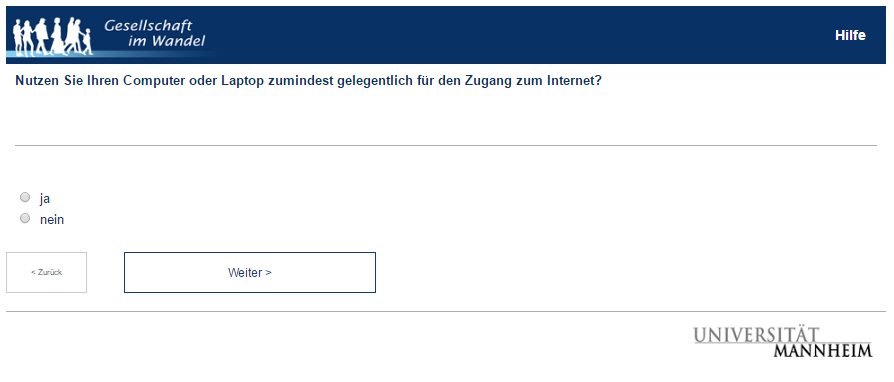 Gesellschaft
im Wandel
Hilfe
Nutzen Sie Ihren Computer oder Laptop zumindest gelegentlich für den Zugang zum Internet?
ja
nein
< Zurück
Weiter >
UNIVERSITÄT
MANNHEIM